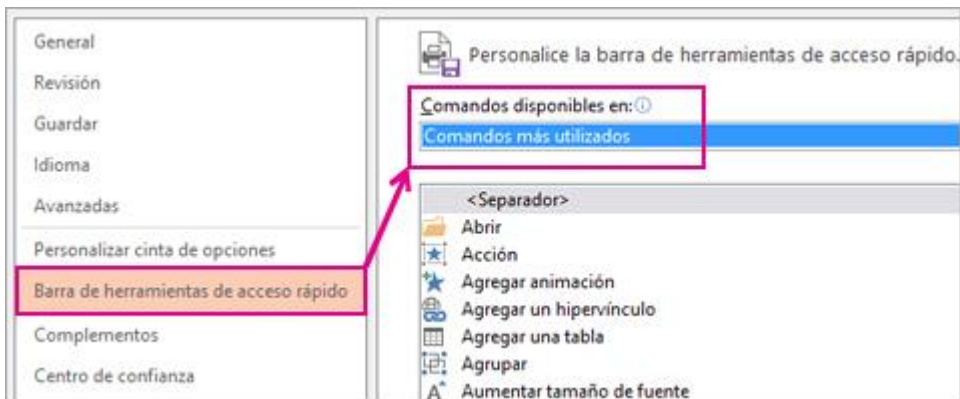 General
Revisión
Guardar
Idioma
Avanzadas
Personalizar cinta de opciones
Barra de herramientas de acceso rápido
Complementos
Centro de confianza
Personalice la barra de herramientas de acceso rápido.
Comandos disponibles en:
Comandos más utilizados
<Separador>
Abrir
Acción
Agregar animación
Agregar un hipervínculo
Agregar una tabla
Agrupar
Aumentar tamaño de fuente